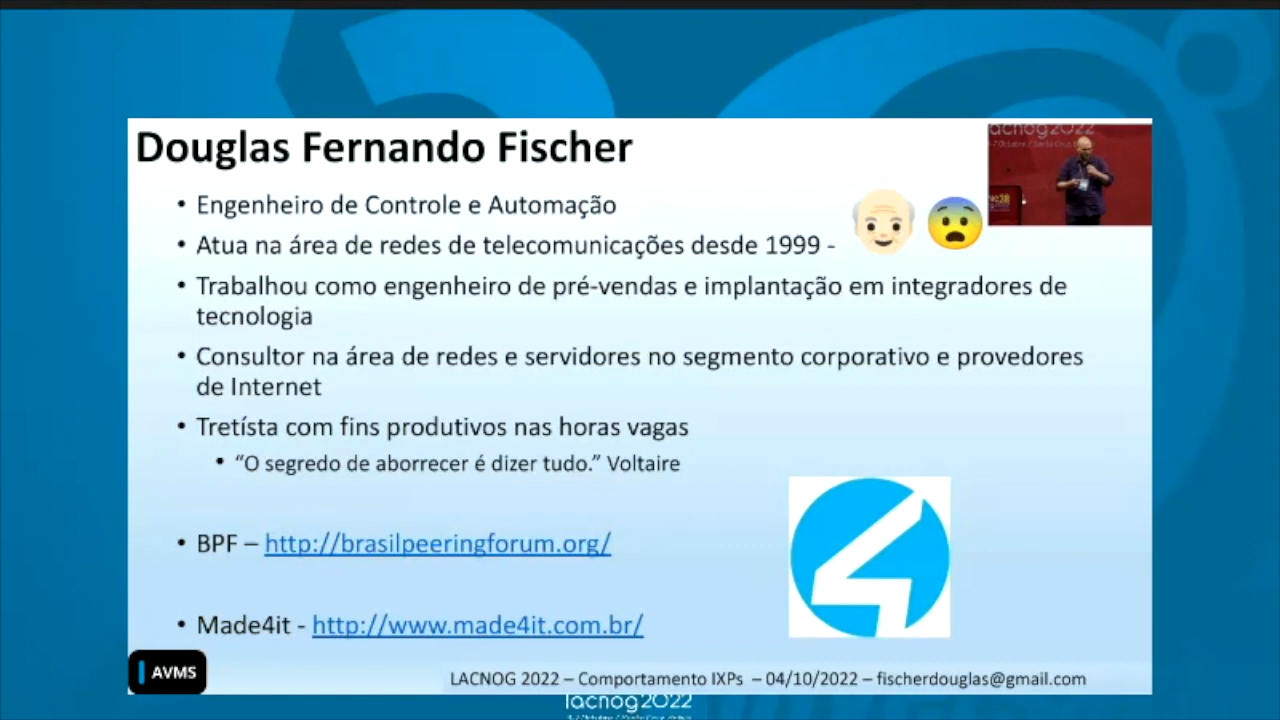 Douglas Fernando Fischer
lacnog2022
• Engenheiro de Controle e Automação
• Atua na área de redes de telecomunicações desde 1999 -
• Trabalhou como engenheiro de pré-vendas e implantação em integradores de
tecnologia
• Consultor na área de redes e servidores no segmento corporativo e provedores
de Internet
• Tretísta com fins produtivos nas horas vagas
• “O segredo de aborrecer é dizer tudo.” Voltaire
• BPF – http://brasilpeeringforum.org/
• Made4it - http://www.made4it.com.br/
AVMS
LACNOG 2022 – Comportamento IXPs – 04/10/2022 – fischerdouglas@gmail.com
lacnog2022